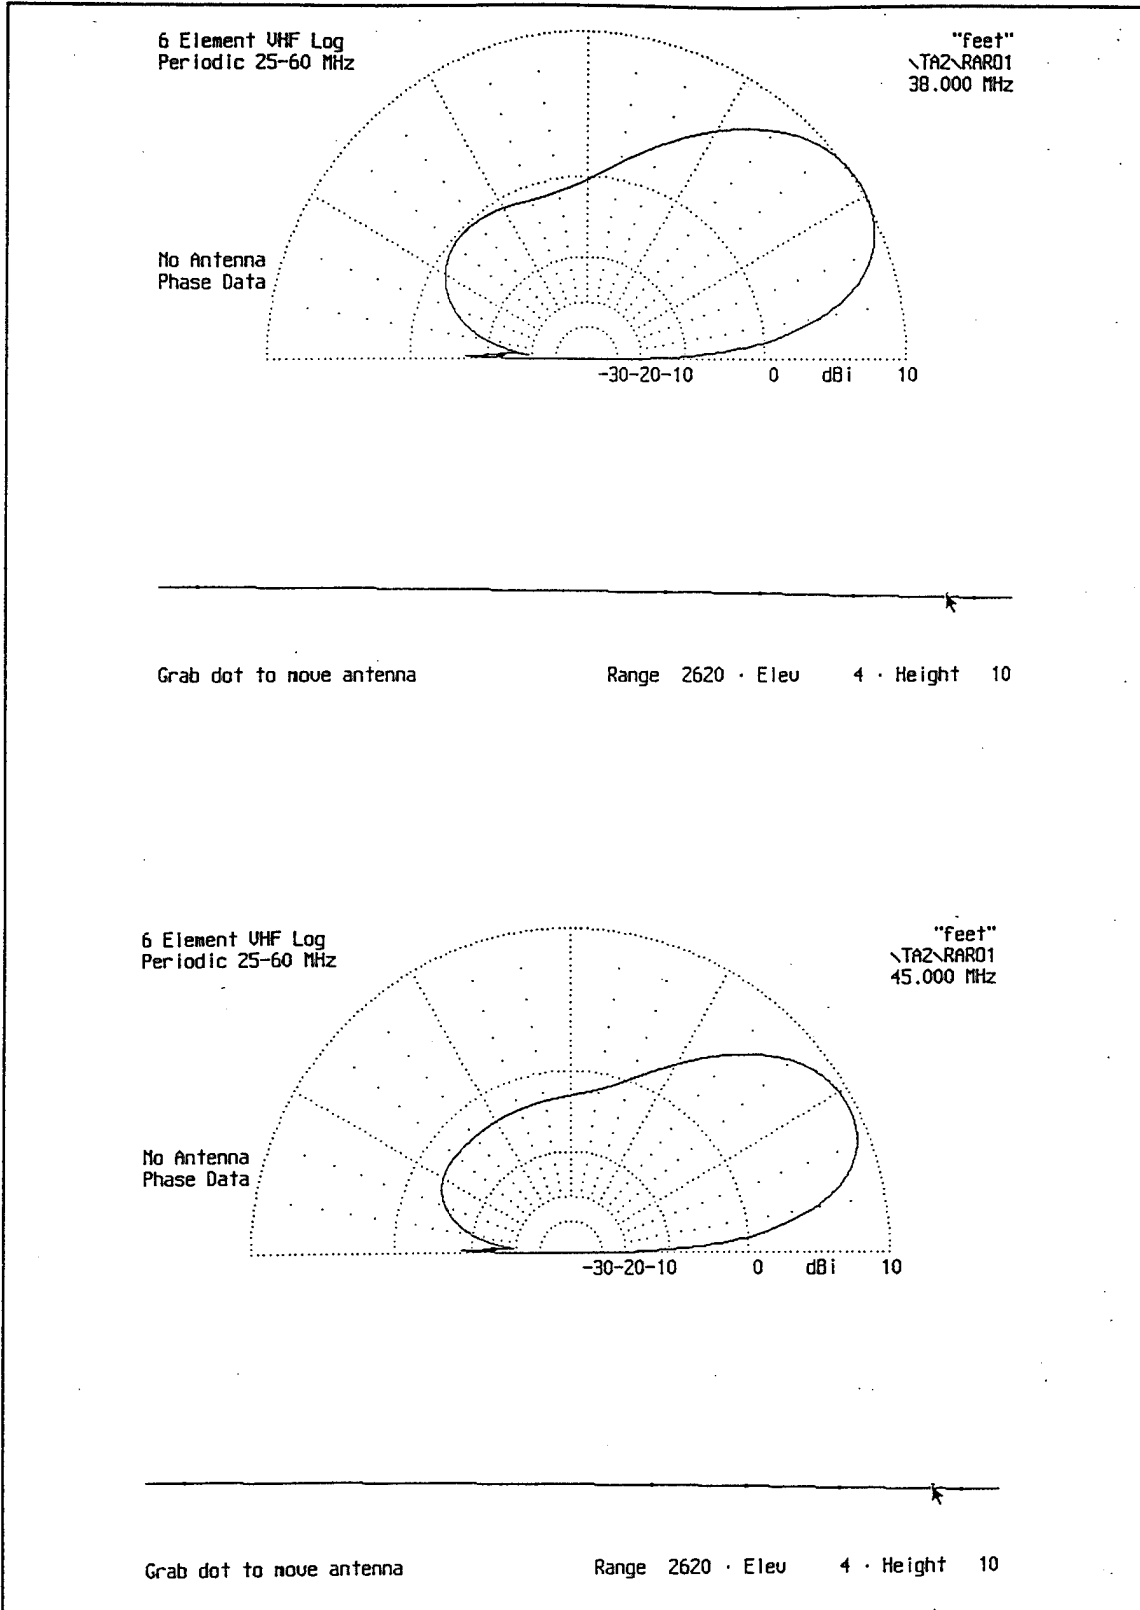 6 Element VHF Log
Periodic 25-60 MHz
"feet"
\TA2\RARO1
38.000 MHz
No Antenna
Phase Data
-30-20-10 0 dBi 10
Grab dot to move antenna Range 2620 · Elev 4 · Height 10
6 Element VHF Log
Periodic 25-60 MHz
"feet"
\TA2\RARO1
45.000 MHz
No Antenna
Phase Data
-30-20-10 0 dBi 10
Grab dot to move antenna Range 2620 · Elev 4 · Height 10